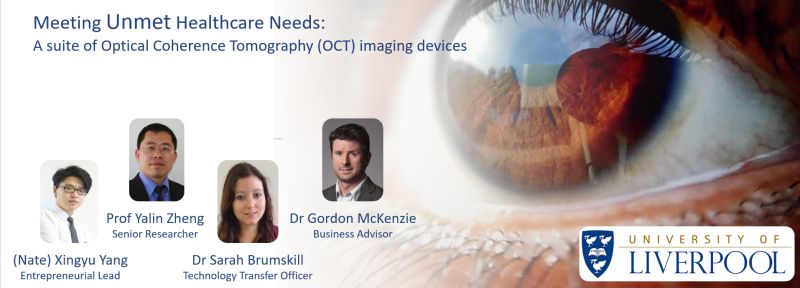 Meeting Unmet Healthcare Needs:
A suite of Optical Coherence Tomography (OCT) imaging devices
Prof Yalin Zheng
Senior Researcher
Dr Gordon McKenzie
Business Advisor
(Nate) Xingyu Yang
Entrepreneurial Lead
Dr Sarah Brumskill
Technology Transfer Officer
UNIVERSITY OF
LIVERPOOL